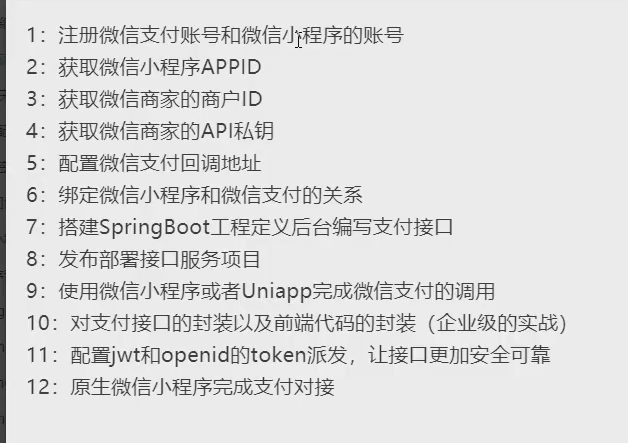 1：注册微信支付账号和微信小程序的账号
2：获取微信小程序APPID
3：获取微信商家的商户ID
4：获取微信商家的API私钥
5：配置微信支付回调地址
6：绑定微信小程序和微信支付的关系
7：搭建SpringBoot工程定义后台编写支付接口
8：发布部署接口服务项目
9：使用微信小程序或者Uniapp完成微信支付的调用
10：对支付接口的封装以及前端代码的封装（企业级的实战）
11：配置jwt和openid的token派发，让接口更加安全可靠
12：原生微信小程序完成支付对接